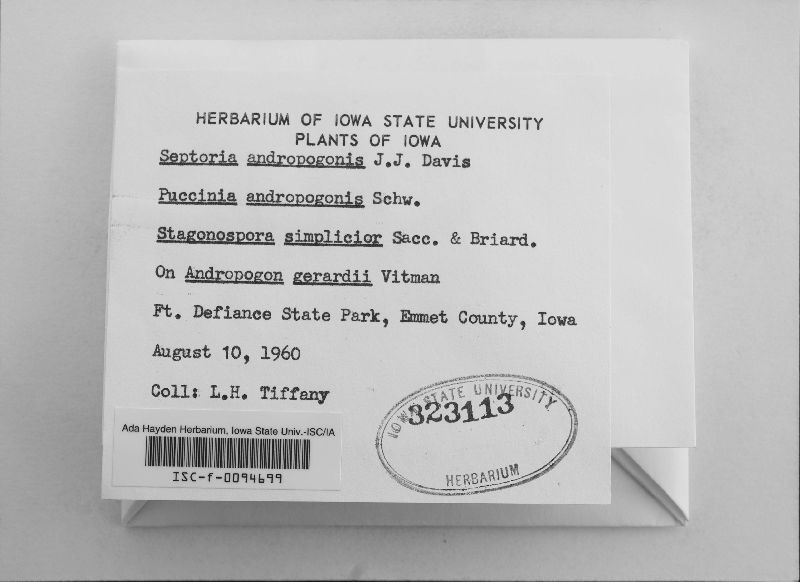 HERBARIUM OF IOWA STATE UNIVERSITY
PLANTS OF IOWA
Septoria andropogonis J.J. Davis
Puccinia andropogonis Schw.
Stagonospora simplicior Sacc. & Briard.
On Andropogon gerardii Vitman
Ft. Defiance State Park, Emmet County, Iowa
August 10, 1960
Coll: L.H. Tiffany
IOWA STATE UNIVERSITY.
323113
HERBARIUM
Ada Hayden Herbarium, Iowa State Univ.-ISC/IA
ISC-f-0094699